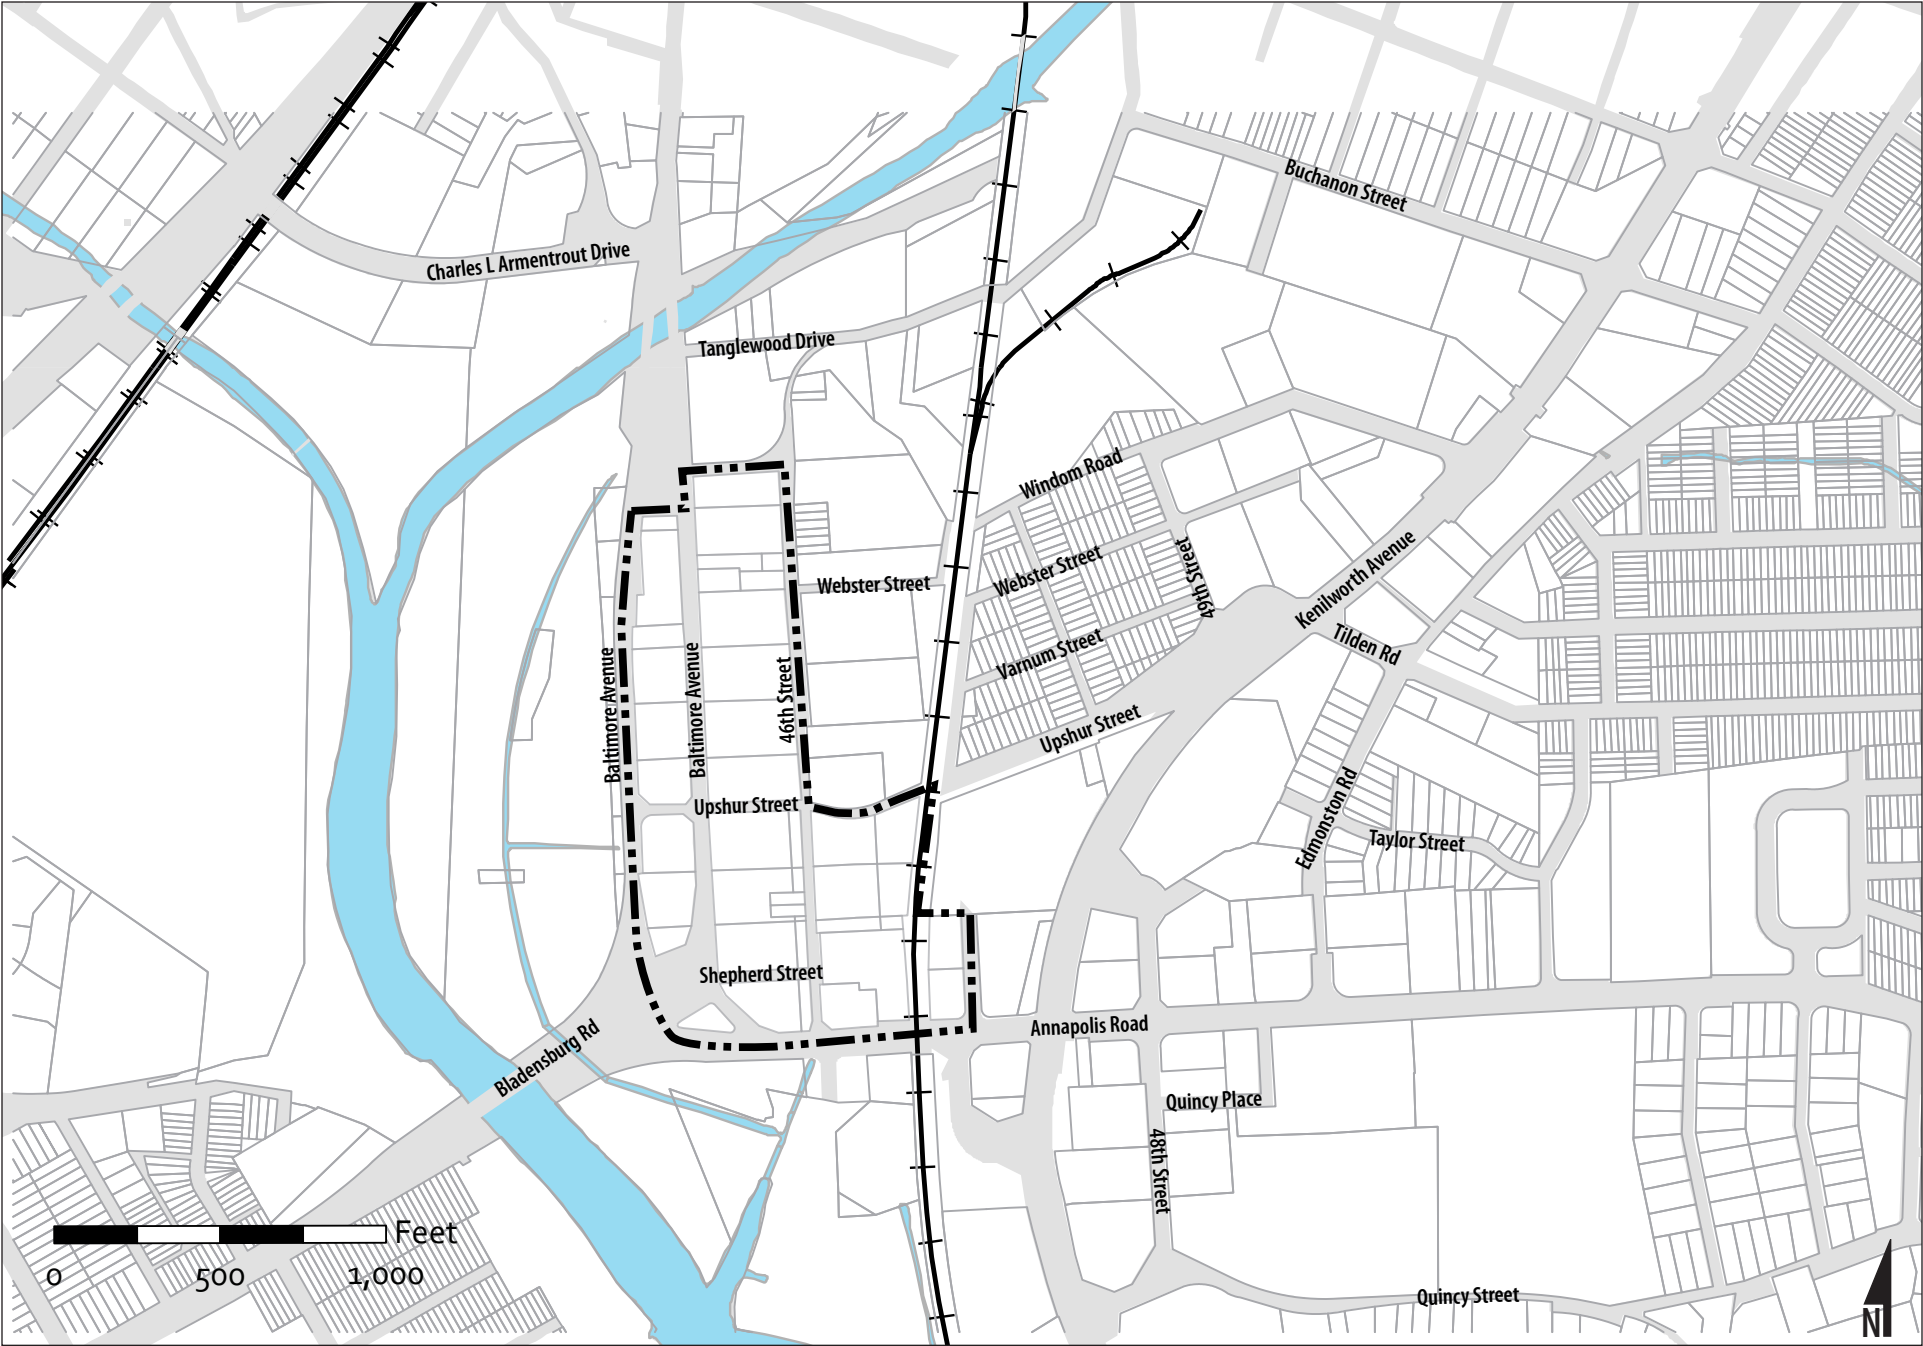 Buchanon Street
Charles L Armentrout Drive
Tanglewood Drive
Windom Road
Webster Street
Webster Street
49th Street
Kenilworth Avenue
Tilden Rd
Varnum Street
Baltimore Avenue
Baltimore Avenue
46th Street
Upshur Street
Upshur Street
Edmonston Rd
Taylor Street
Shepherd Street
Annapolis Road
Bladensburg Rd
Quincy Place
48th Street
Quincy Street
Feet
0 500 1,000
N